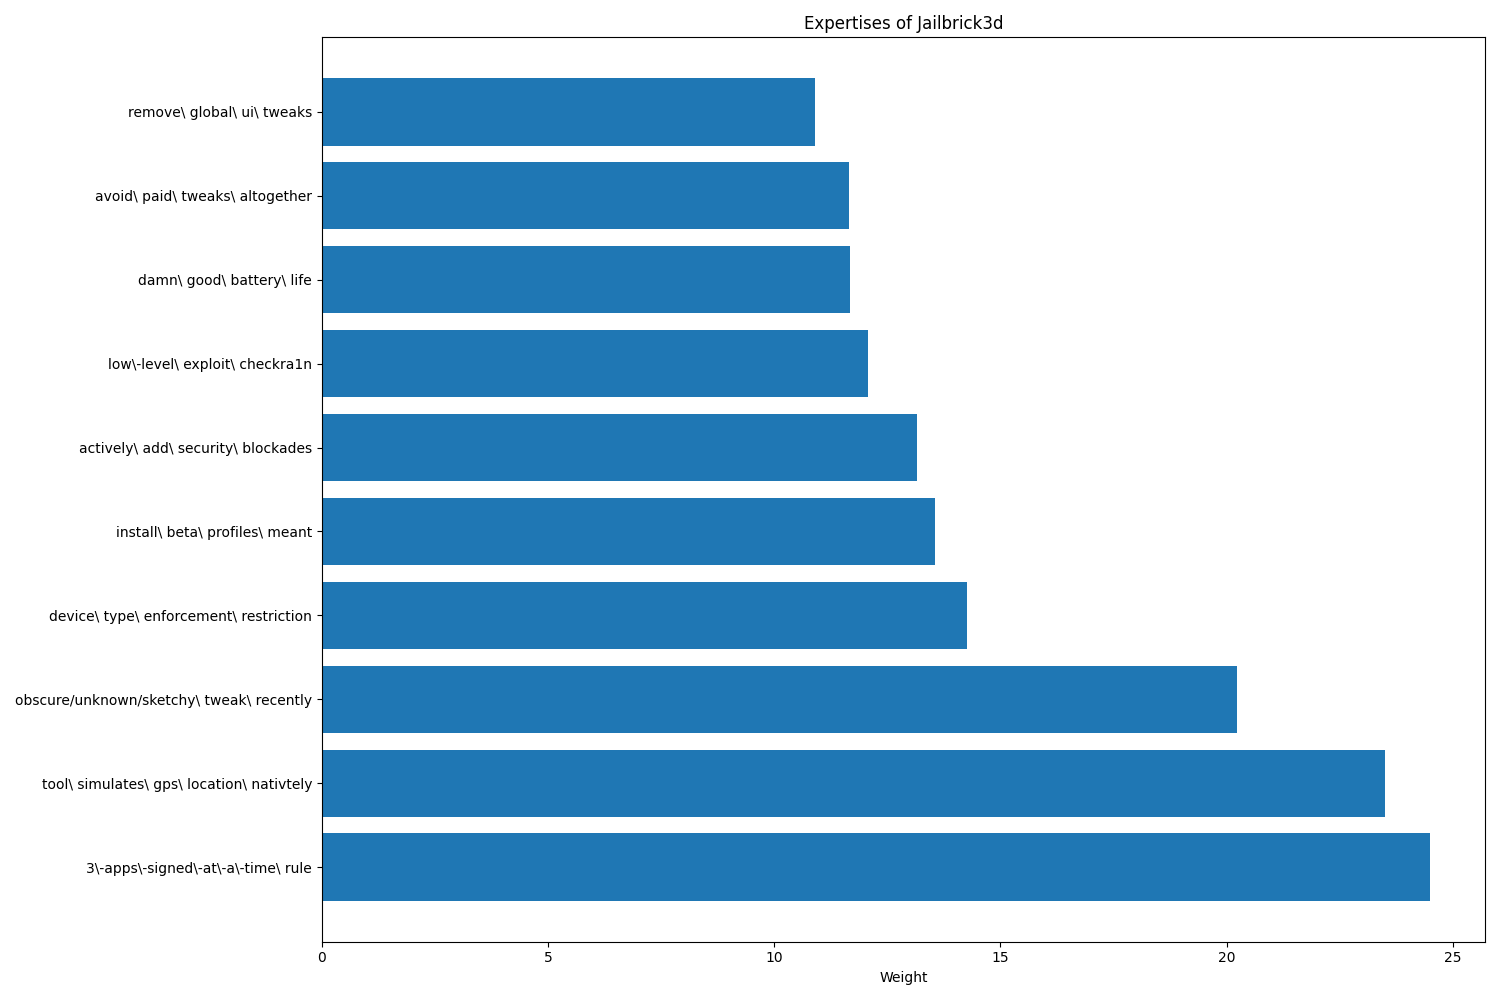 Expertises of Jailbrick3d
remove\ global\ ui\ tweaks
avoid\ paid\ tweaks\ altogether
damn\ good\ battery\ life
low\-level\ exploit\ checkra1n
actively\ add\ security\ blockades
install\ beta\ profiles\ meant
device\ type\ enforcement\ restriction
obscure/unknown/sketchy\ tweak\ recently
tool\ simulates\ gps\ location\ nativtely
3\-apps\-signed\-at\-a\-time\ rule
0 5 10 15 20 25
Weight